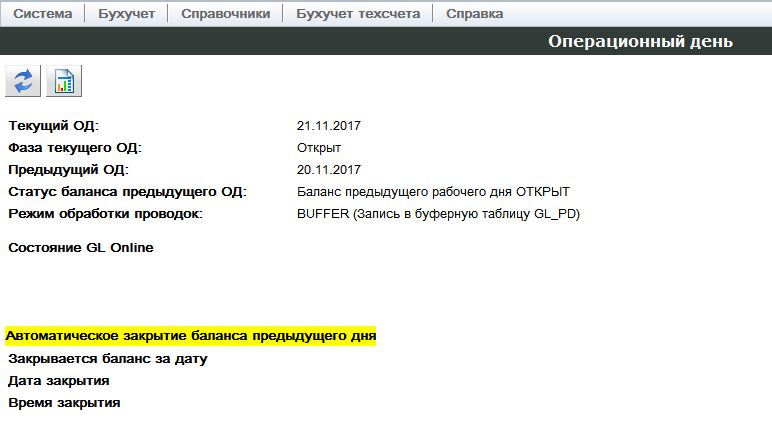 Система Бухучет Справочники Бухучет техсчета Справка
Операционный день
Текущий ОД: 21.11.2017
Фаза текущего ОД: Открыт
Предыдущий ОД: 20.11.2017
Статус баланса предыдущего ОД: Баланс предыдущего рабочего дня ОТКРЫТ
Режим обработки проводок: BUFFER (Запись в буферную таблицу GL_PD)
Состояние GL Online
Автоматическое закрытие баланса предыдущего дня
Закрывается баланс за дату
Дата закрытия
Время закрытия